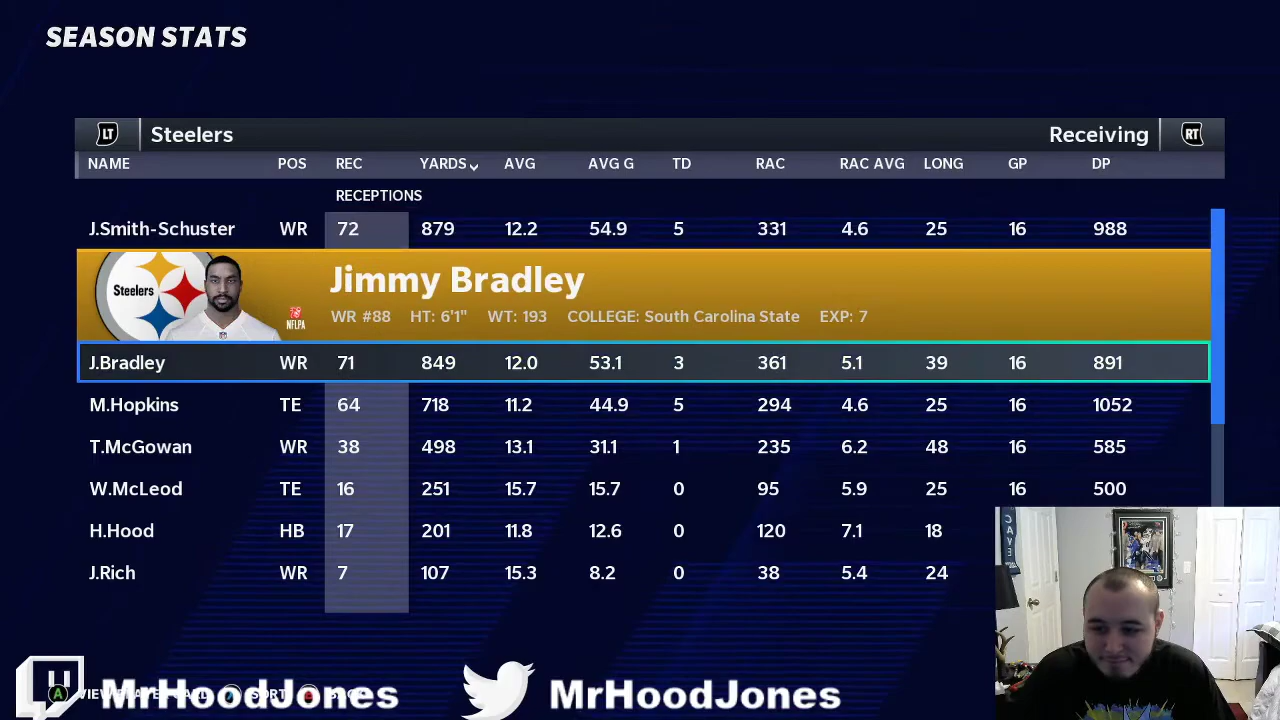 SEASON STATS
LT Steelers Receiving RT
NAME POS REC YARDS AVG AVG G TD RAC RAC AVG LONG GP DP
RECEPTIONS
J.Smith-Schuster WR 72 879 12.2 54.9 5 331 4.6 25 16 988
Steelers
NFLPA
Jimmy Bradley
WR #88 HT: 6'1" WT: 193 COLLEGE: South Carolina State EXP: 7
J.Bradley WR 71 849 12.0 53.1 3 361 5.1 39 16 891
M.Hopkins TE 64 718 11.2 44.9 5 294 4.6 25 16 1052
T.McGowan WR 38 498 13.1 31.1 1 235 6.2 48 16 585
W.McLeod TE 16 251 15.7 15.7 0 95 5.9 25 16 500
H.Hood HB 17 201 11.8 12.6 0 120 7.1 18
J.Rich WR 7 107 15.3 8.2 0 38 5.4 24
CAVE
A
MrHoodJones MrHoodJones